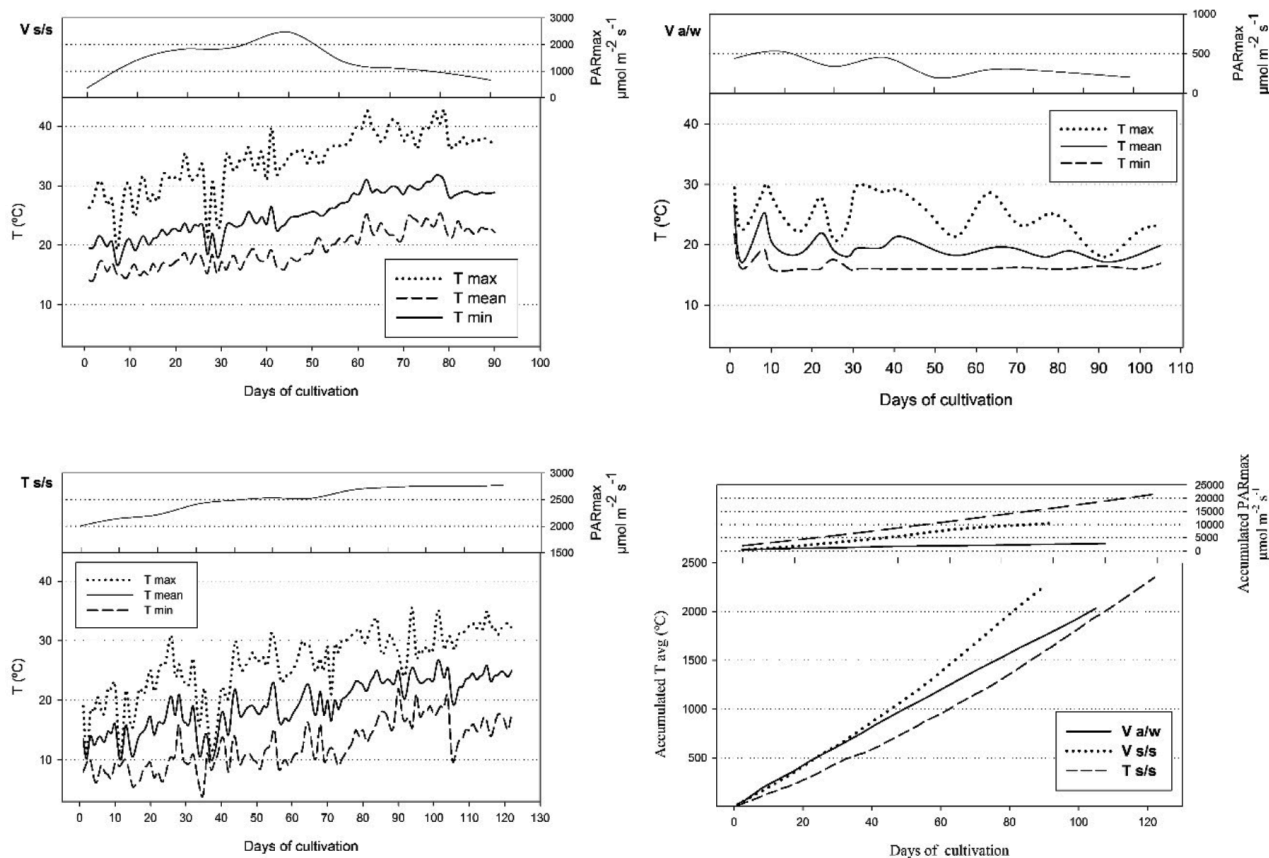 V s/s
3000
2000
1000
0
PARmax
µmol m⁻² s⁻¹
40
30
20
10
T (ºC)
T max
T mean
T min
0 10 20 30 40 50 60 70 80 90 100
Days of cultivation
V a/w
1000
500
0
PARmax
µmol m⁻² s⁻¹
40
30
20
10
T (ºC)
T max
T mean
T min
0 10 20 30 40 50 60 70 80 90 100 110
Days of cultivation
T s/s
3000
2500
2000
1500
PARmax
µmol m⁻² s⁻¹
40
30
20
10
T (ºC)
T max
T mean
T min
0 10 20 30 40 50 60 70 80 90 100 110 120 130
Days of cultivation
25000
20000
15000
10000
5000
0
Accumulated PARmax
µmol m⁻² s⁻¹
2500
2000
1500
1000
500
Accumulated T avg (ºC)
V a/w
V s/s
T s/s
0 20 40 60 80 100 120
Days of cultivation